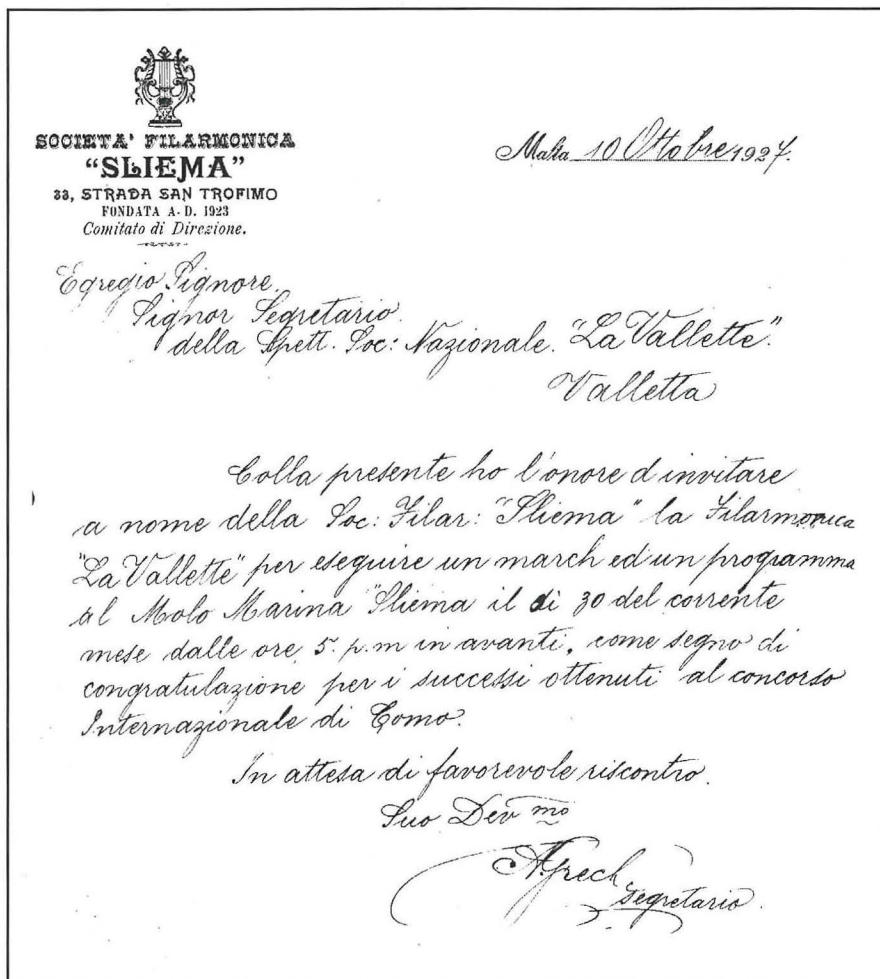 SOCIETA' FILARMONICA
"SLIEMA"
33, STRADA SAN TROFIMO
FONDATA A. D. 1923
Comitato di Direzione.
Malta 10 Ottobre 1927.
Egregio Signore,
Signor Segretario
della Spett. Soc: Nazionale. "La Vallette".
Valletta
Colla presente ho l'onore d'invitare
a nome della Soc: Filar: "Sliema" la Filarmonica
"La Vallette" per eseguire un march ed un programma
al Molo Marina "Sliema il di 30 del corrente
mese dalle ore 5. p.m in avanti, come segno di
congratulazione per i successi ottenuti al concorso
Internazionale di Como.
In attesa di favorevole riscontro.
Suo Dev mo
A. Grech
Segretario.